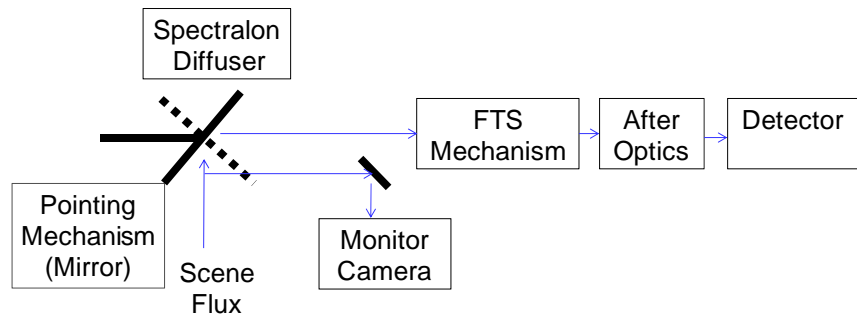 Spectralon
Diffuser
FTS
Mechanism
After
Optics
Detector
Pointing
Mechanism
(Mirror)
Scene
Flux
Monitor
Camera